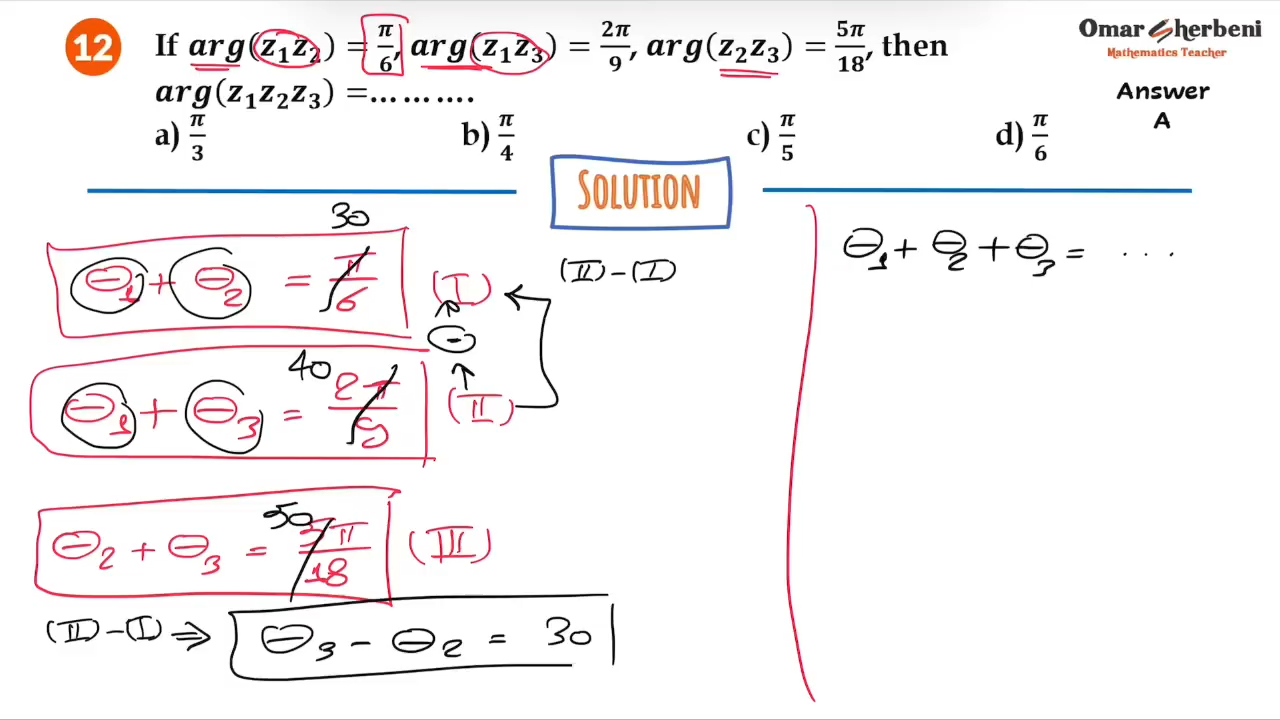 12 If arg(z₁z₂) = π/6, arg(z₁z₃) = 2π/9, arg(z₂z₃) = 5π/18, then
arg(z₁z₂z₃) =... ... ....
a) π/3 b) π/4 c) π/5 d) π/6
Omar Sherbeni
Mathematics Teacher
Answer
A
SOLUTION
30
Θ₁ + Θ₂ = π/6 (I)
(II) - (I)
Θ₁ + Θ₂ + Θ₃ = ....
-
40
Θ₁ + Θ₃ = 2π/9 (II)
50
Θ₂ + Θ₃ = 5π/18 (III)
(II) - (I) ⇒ Θ₃ - Θ₂ = 30